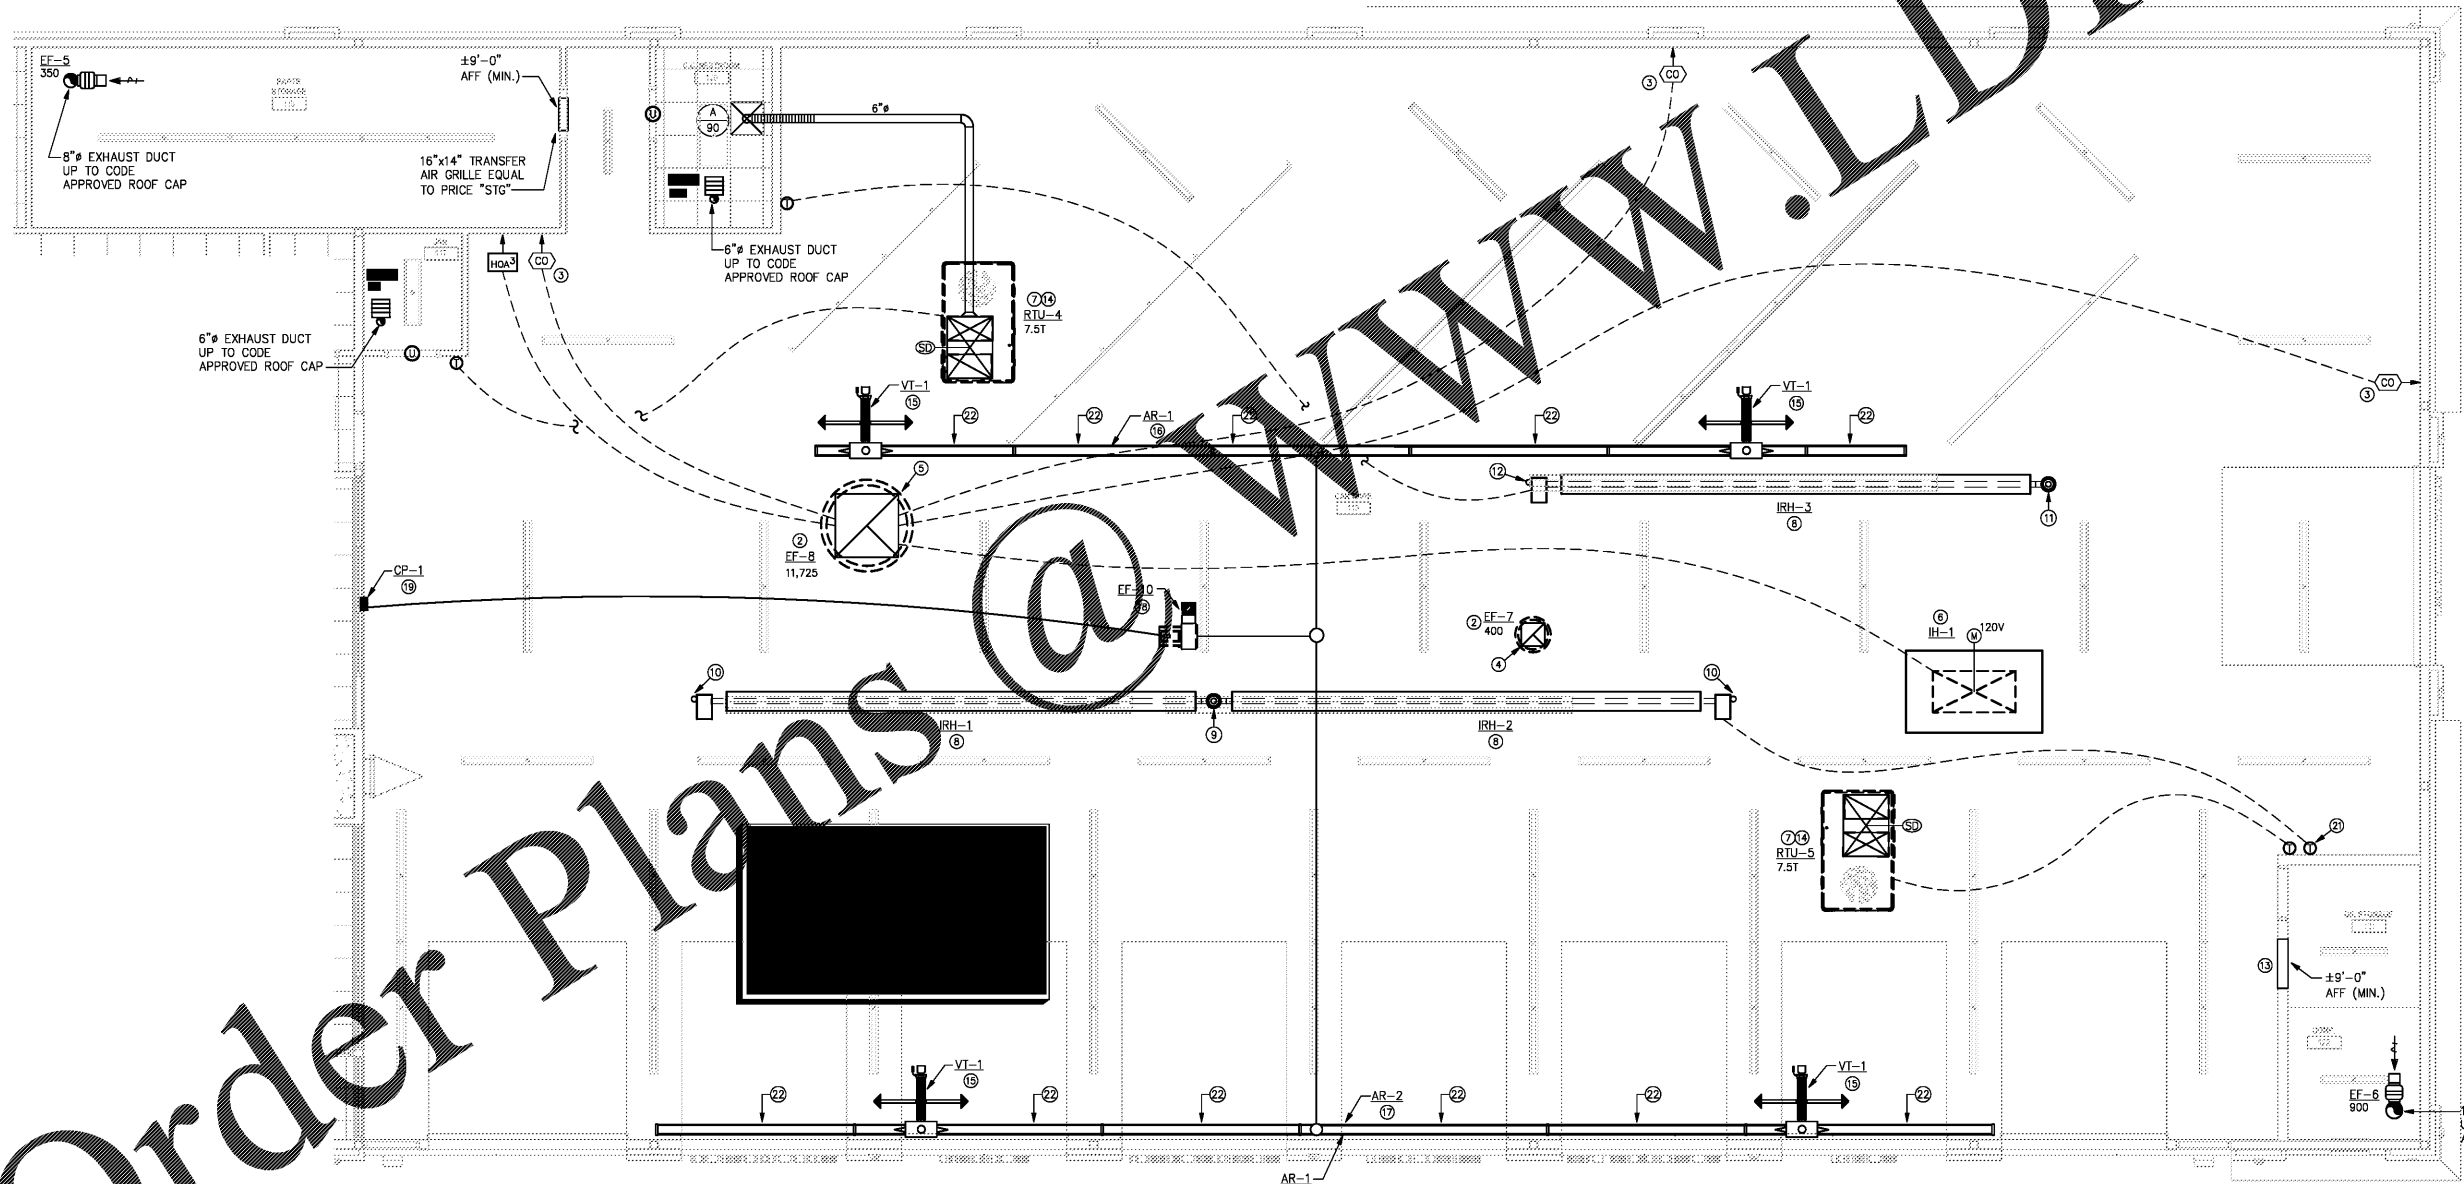 EF-5
350
8"ø EXHAUST DUCT
UP TO CODE
APPROVED ROOF CAP
±9'-0"
AFF (MIN.)
16"x14" TRANSFER
AIR GRILLE EQUAL
TO PRICE "STG"
U
A
90
6"ø
T
6"ø EXHAUST DUCT
UP TO CODE
APPROVED ROOF CAP
3
CO
HOA3
CO
3
6"ø EXHAUST DUCT
UP TO CODE
APPROVED ROOF CAP
U
T
7 14
RTU-4
7.5T
SD
CO
3
VT-1
15
22
22
AR-1
16
22
22
VT-1
15
22
5
2
EF-8
11,725
12
IRH-3
8
11
CP-1
19
EF-10
18
2
EF-7
400
4
6
IH-1
M
120V
10
IRH-1
8
9
IRH-2
8
10
7 14
RTU-5
7.5T
SD
T
T
21
13
±9'-0"
AFF (MIN.)
EF-6
900
22
VT-1
15
22
22
AR-2
17
22
22
VT-1
15
22
AR-1
Order Plans @ WWW.LD